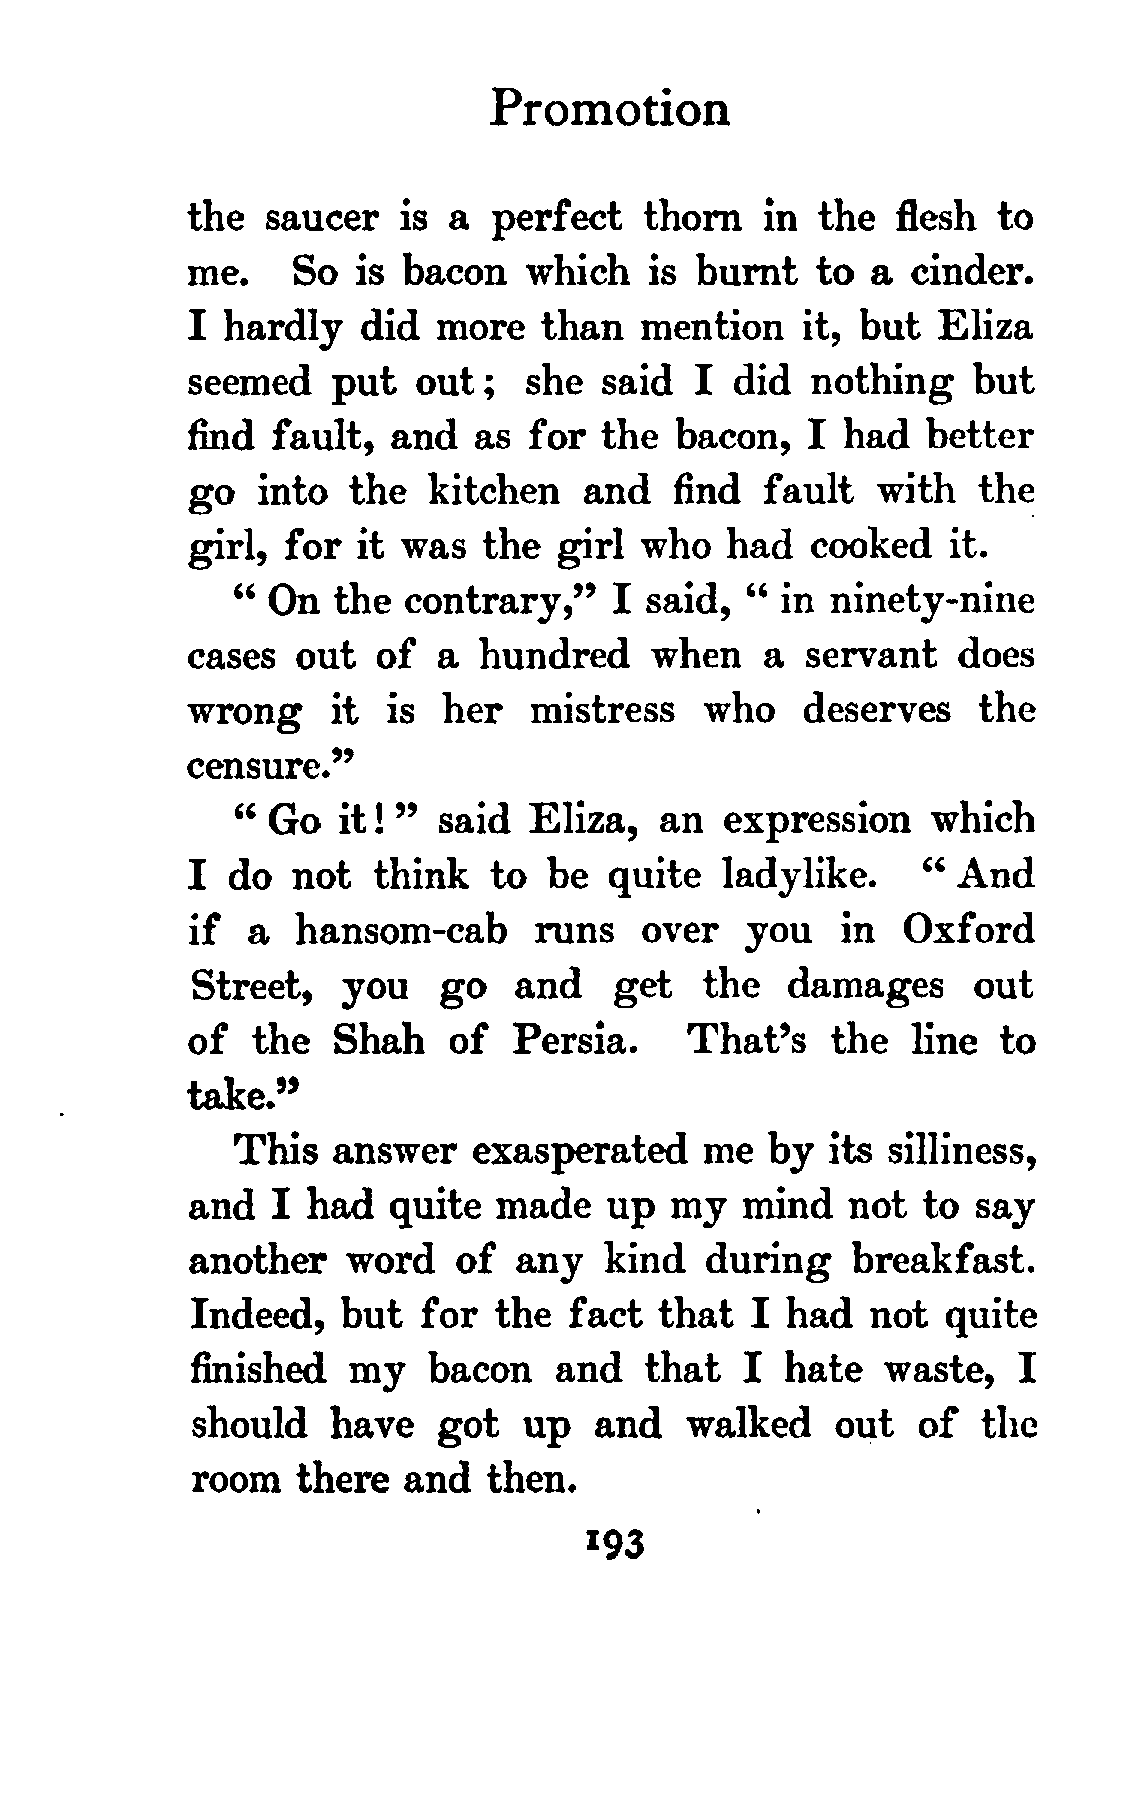 Promotion
the saucer is a perfect thorn in the flesh to
me. So is bacon which is burnt to a cinder.
I hardly did more than mention it, but Eliza
seemed put out; she said I did nothing but
find fault, and as for the bacon, I had better
go into the kitchen and find fault with the
girl, for it was the girl who had cooked it.
" On the contrary," I said, " in ninety-nine
cases out of a hundred when a servant does
wrong it is her mistress who deserves the
censure."
" Go it! " said Eliza, an expression which
I do not think to be quite ladylike. " And
if a hansom-cab runs over you in Oxford
Street, you go and get the damages out
of the Shah of Persia. That's the line to
take."
This answer exasperated me by its silliness,
and I had quite made up my mind not to say
another word of any kind during breakfast.
Indeed, but for the fact that I had not quite
finished my bacon and that I hate waste, I
should have got up and walked out of the
room there and then.
193